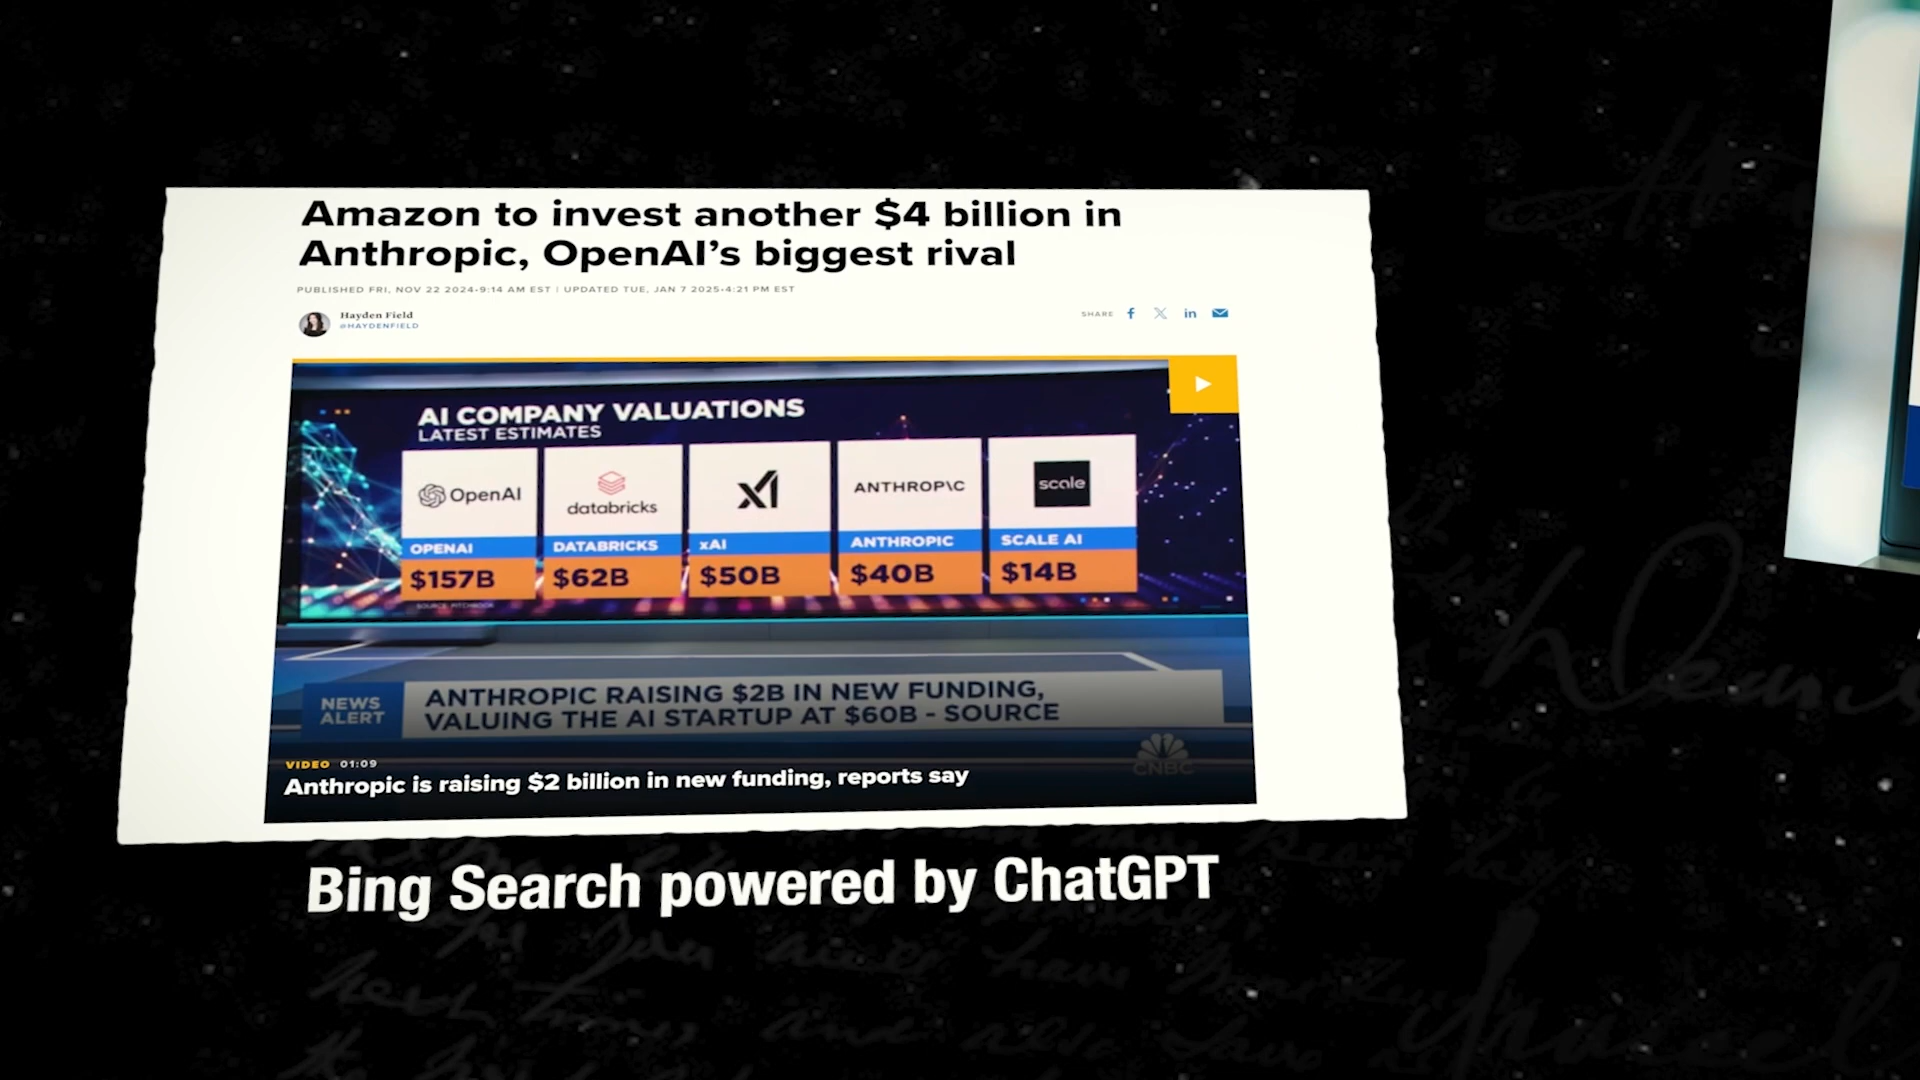 Amazon to invest another $4 billion in
Anthropic, OpenAI's biggest rival
PUBLISHED FRI, NOV 22 2024•9:14 AM EST | UPDATED TUE, JAN 7 2025•4:21 PM EST
Hayden Field
@HAYDENFIELD
SHARE
AI COMPANY VALUATIONS
LATEST ESTIMATES
OpenAI
databricks
xI
ANTHROP\C
scale
OPENAI
DATABRICKS
xAI
ANTHROPIC
SCALE AI
$157B
$62B
$50B
$40B
$14B
SOURCE: PITCHBOOK
NEWS
ALERT
ANTHROPIC RAISING $2B IN NEW FUNDING,
VALUING THE AI STARTUP AT $60B - SOURCE
CNBC
VIDEO 01:09
Anthropic is raising $2 billion in new funding, reports say
Bing Search powered by ChatGPT